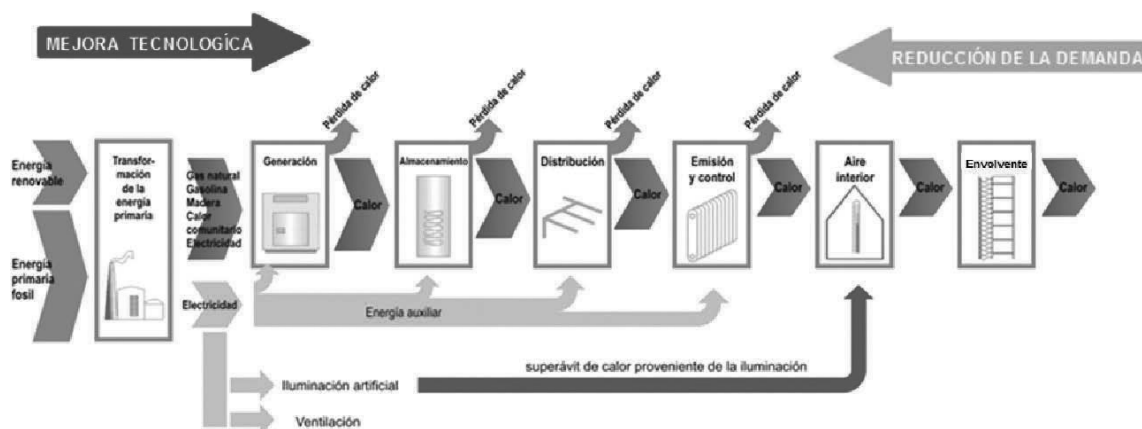 MEJORA TECNOLOGÍCA
REDUCCIÓN DE LA DEMANDA
Pérdida de calor
Pérdida de calor
Pérdida de calor
Pérdida de calor
Energía
renovable
Energía
primaria
fosil
Transfor-
mación
de la
energía
primaria
Gas natural
Gasolina
Madera
Calor
comunitario
Electricidad
Generación
Calor
Almacenamiento
Calor
Distribución
Calor
Emisión
y control
Calor
Aire
interior
Calor
Envolvente
Calor
Electricidad
Energía auxiliar
superávit de calor proveniente de la iluminación
Iluminación artificial
Ventilación